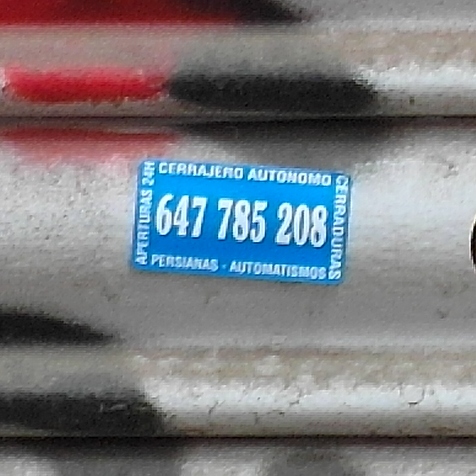 CERRAJERO AUTONOMO
APERTURAS 24H
647 785 208
CERRADURAS
PERSIANAS - AUTOMATISMOS